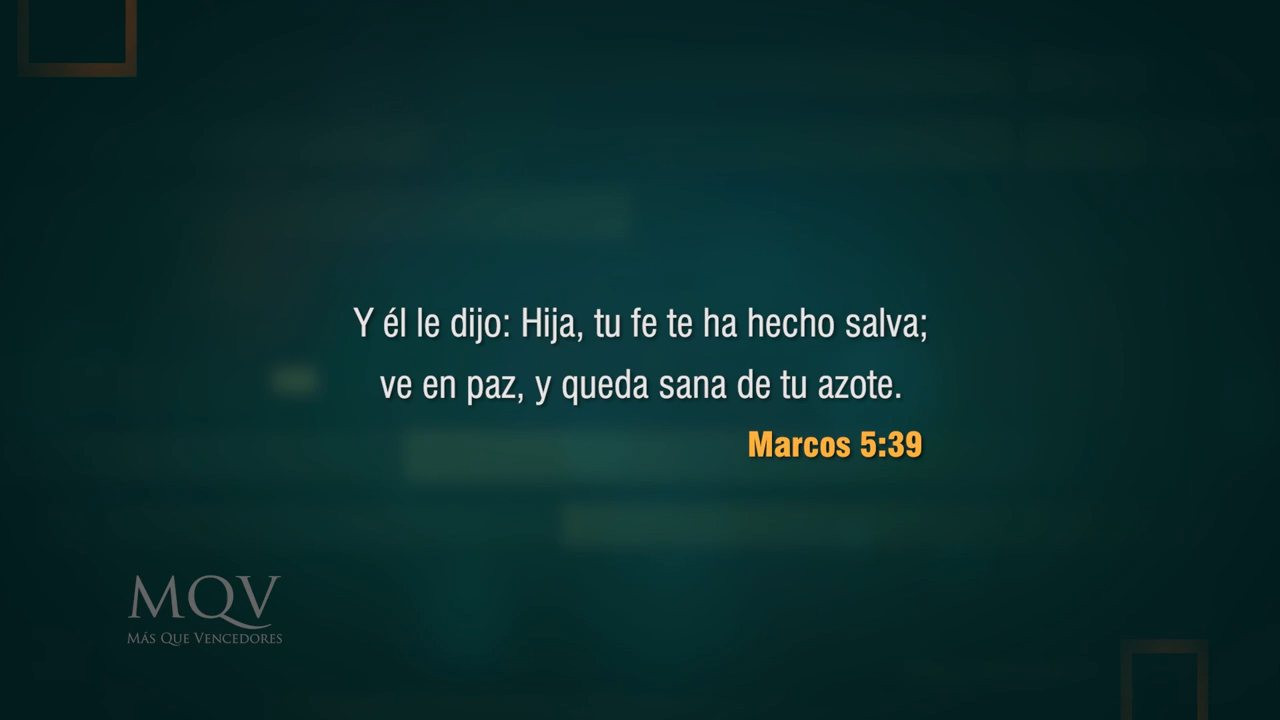 Y él le dijo: Hija, tu fe te ha hecho salva;
ve en paz, y queda sana de tu azote.
Marcos 5:39
MQV
MÁS QUE VENCEDORES